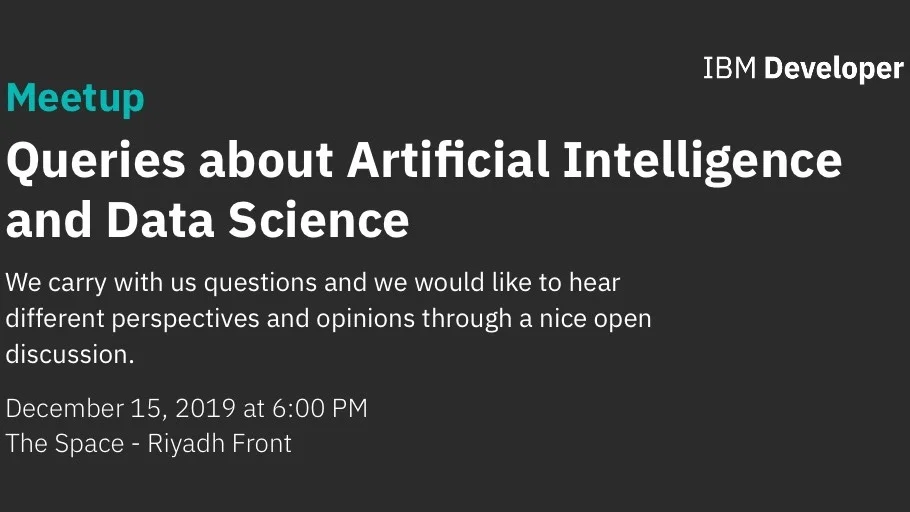 IBM Developer
Meetup
Queries about Artificial Intelligence
and Data Science
We carry with us questions and we would like to hear
different perspectives and opinions through a nice open
discussion.
December 15, 2019 at 6:00 PM
The Space - Riyadh Front